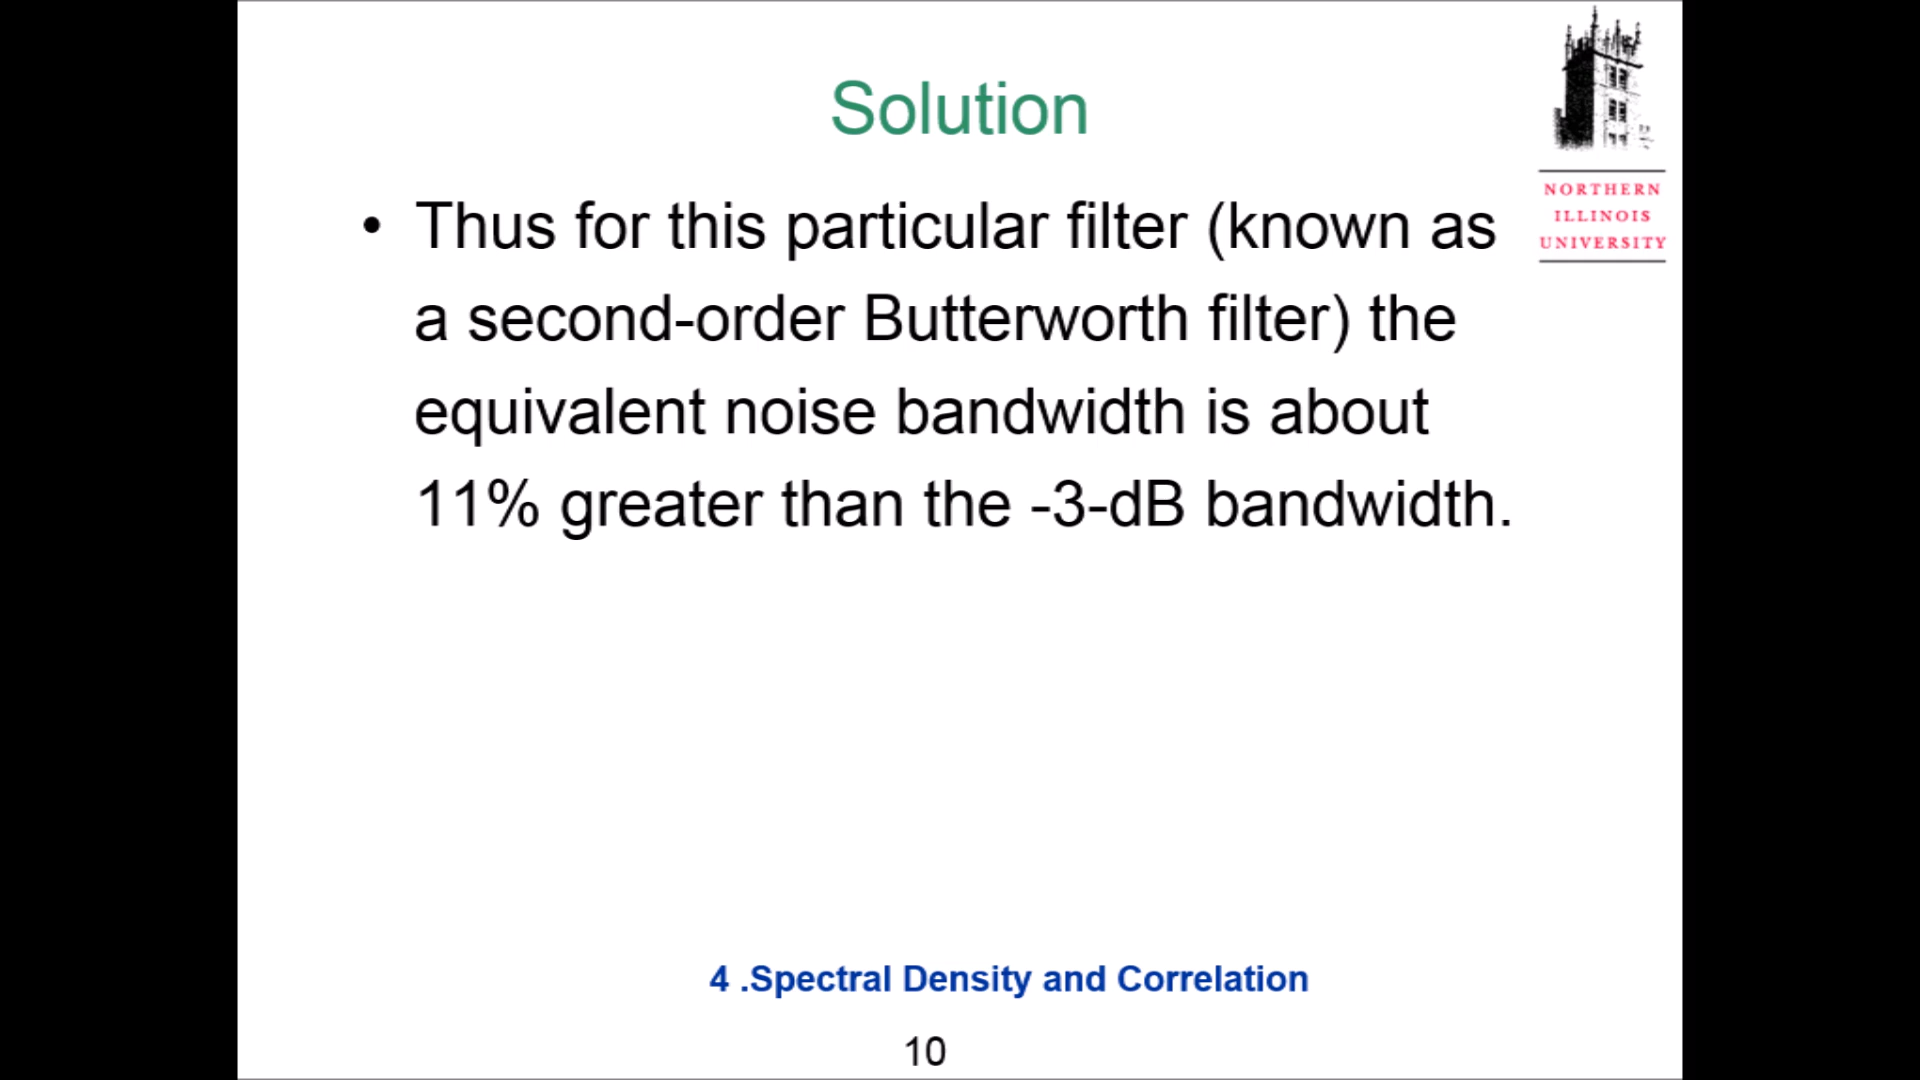 Solution
NORTHERN
ILLINOIS
UNIVERSITY
• Thus for this particular filter (known as
a second-order Butterworth filter) the
equivalent noise bandwidth is about
11% greater than the -3-dB bandwidth.
4 .Spectral Density and Correlation
10